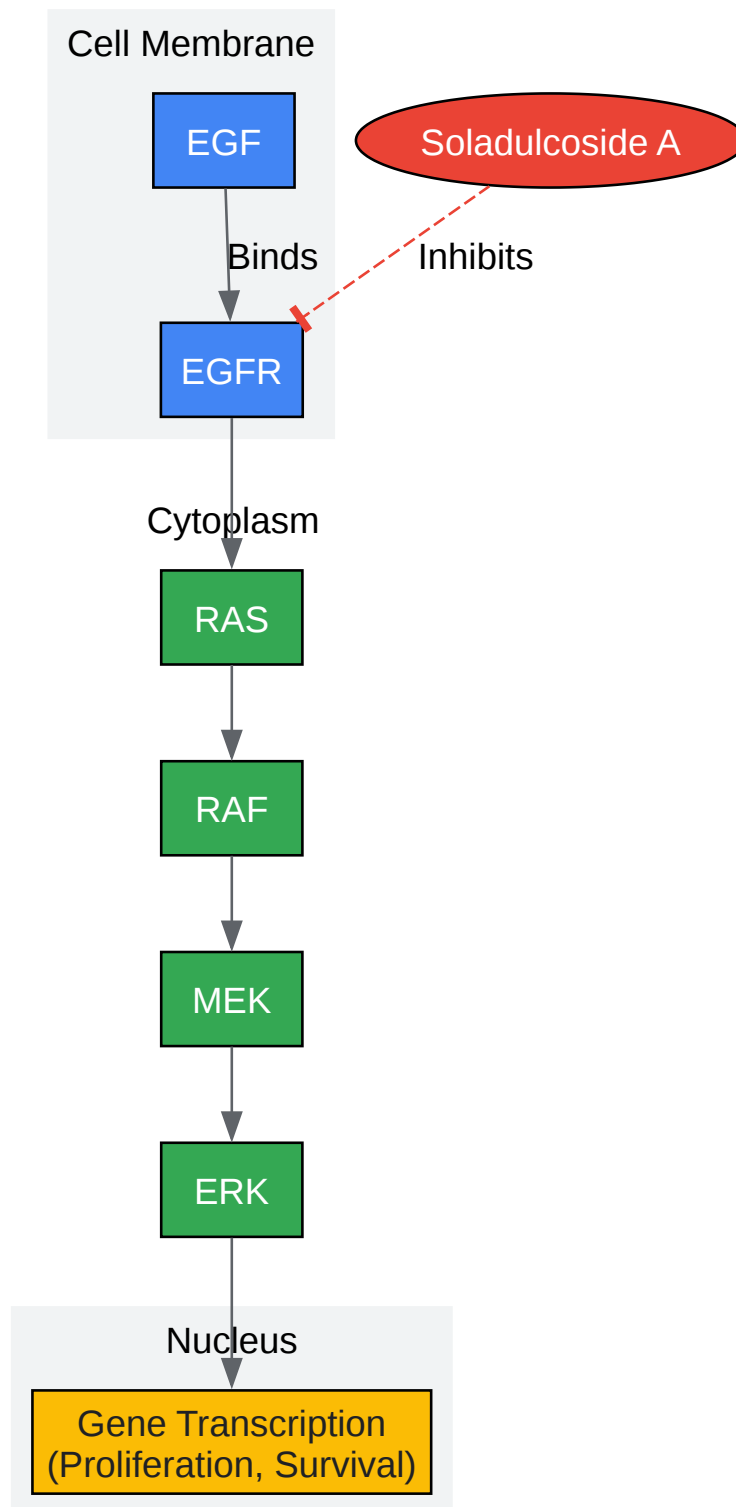 Cell Membrane
EGF
Soladulcoside A
Binds
Inhibits
EGFR
Cytoplasm
RAS
RAF
MEK
ERK
Nucleus
Gene Transcription
(Proliferation, Survival)